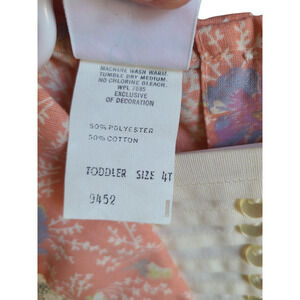 MACHINE WASH WARM.
TUMBLE DRY MEDIUM.
NO CHLORINE BLEACH.
WPL 7695
EXCLUSIVE
OF DECORATION
50% POLYESTER
50% COTTON
TODDLER SIZE 4T
9452